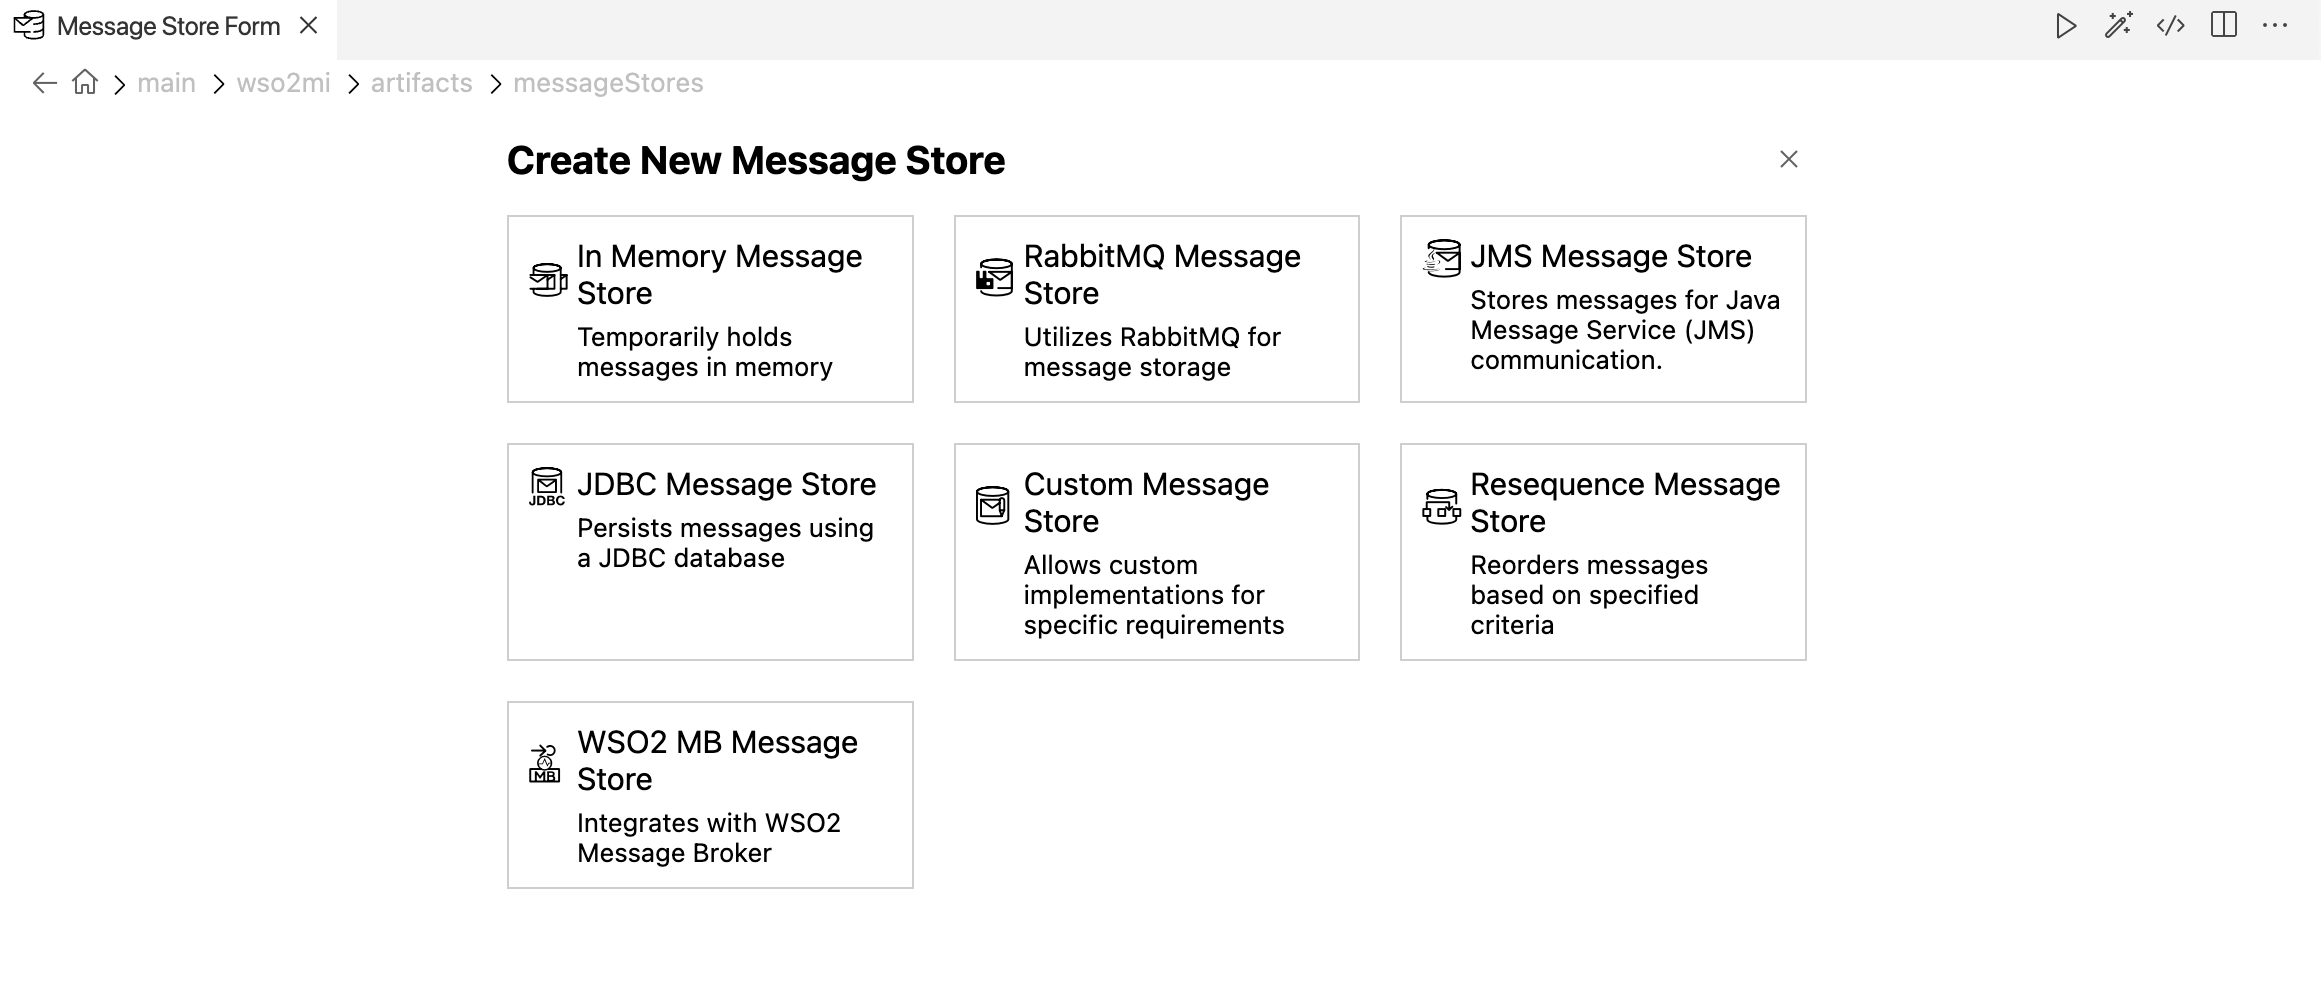 Message Store Form
main wso2mi artifacts messageStores
Create New Message Store
In Memory Message
Store
Temporarily holds
messages in memory
RabbitMQ Message
Store
Utilizes RabbitMQ for
message storage
JMS Message Store
Stores messages for Java
Message Service (JMS)
communication.
JDBC
JDBC Message Store
Persists messages using
a JDBC database
Custom Message
Store
Allows custom
implementations for
specific requirements
Resequence Message
Store
Reorders messages
based on specified
criteria
MB
WSO2 MB Message
Store
Integrates with WSO2
Message Broker